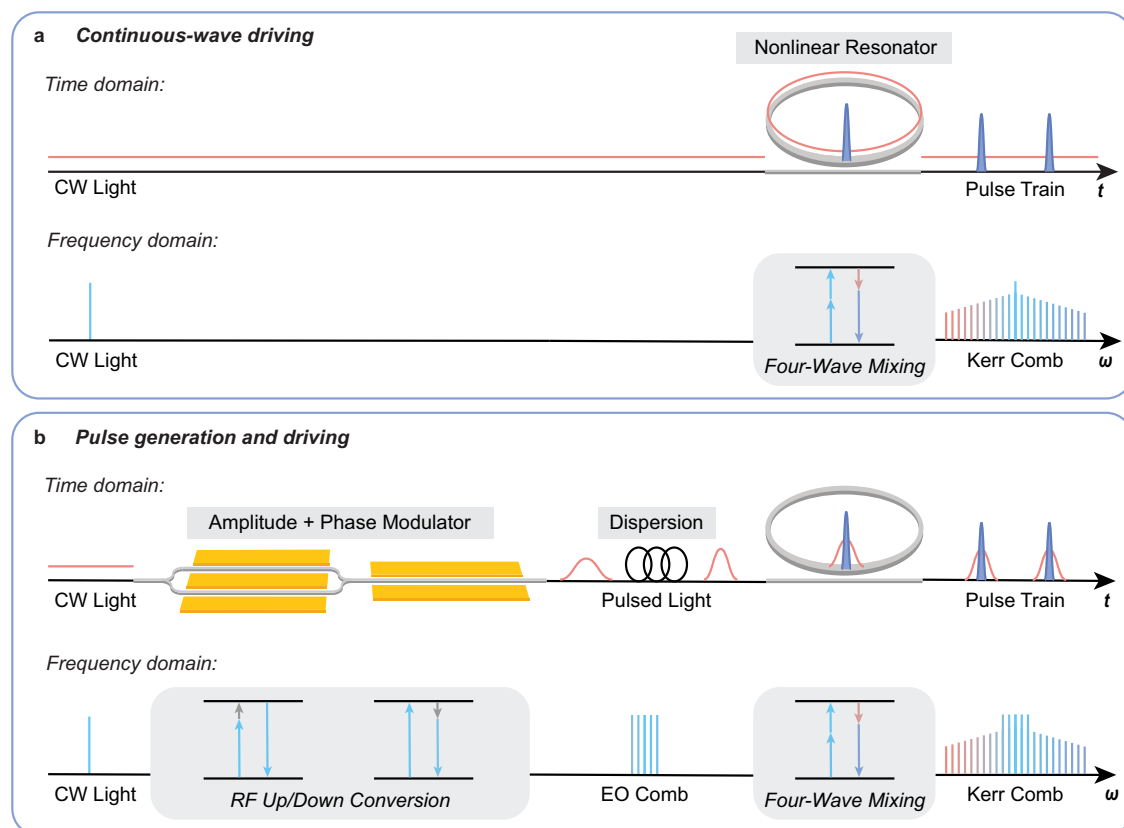 a Continuous-wave driving
Time domain:
Nonlinear Resonator
CW Light
Pulse Train
t
Frequency domain:
CW Light
Four-Wave Mixing
Kerr Comb
ω
b Pulse generation and driving
Time domain:
Amplitude + Phase Modulator
Dispersion
CW Light
Pulsed Light
Pulse Train
t
Frequency domain:
CW Light
RF Up/Down Conversion
EO Comb
Four-Wave Mixing
Kerr Comb
ω